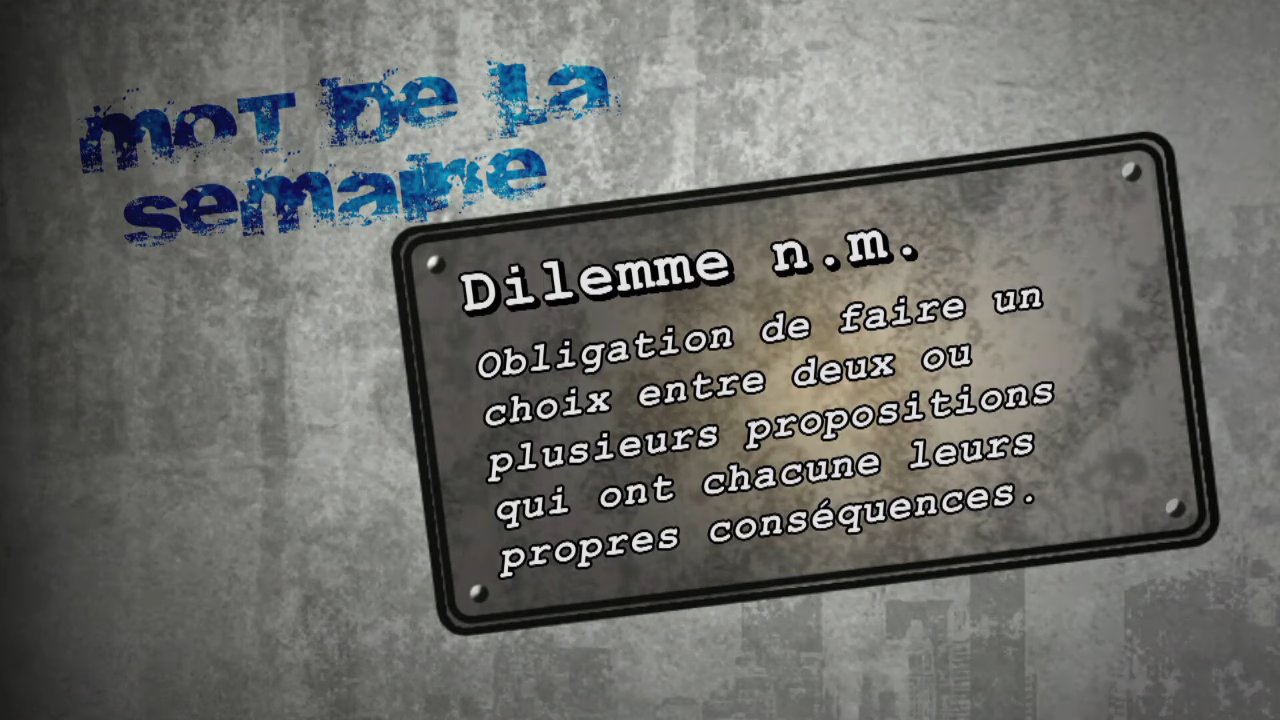 MOT DE LA
semaine
Dilemme n.m.
Obligation de faire un
choix entre deux ou
plusieurs propositions
qui ont chacune leurs
propres conséquences.